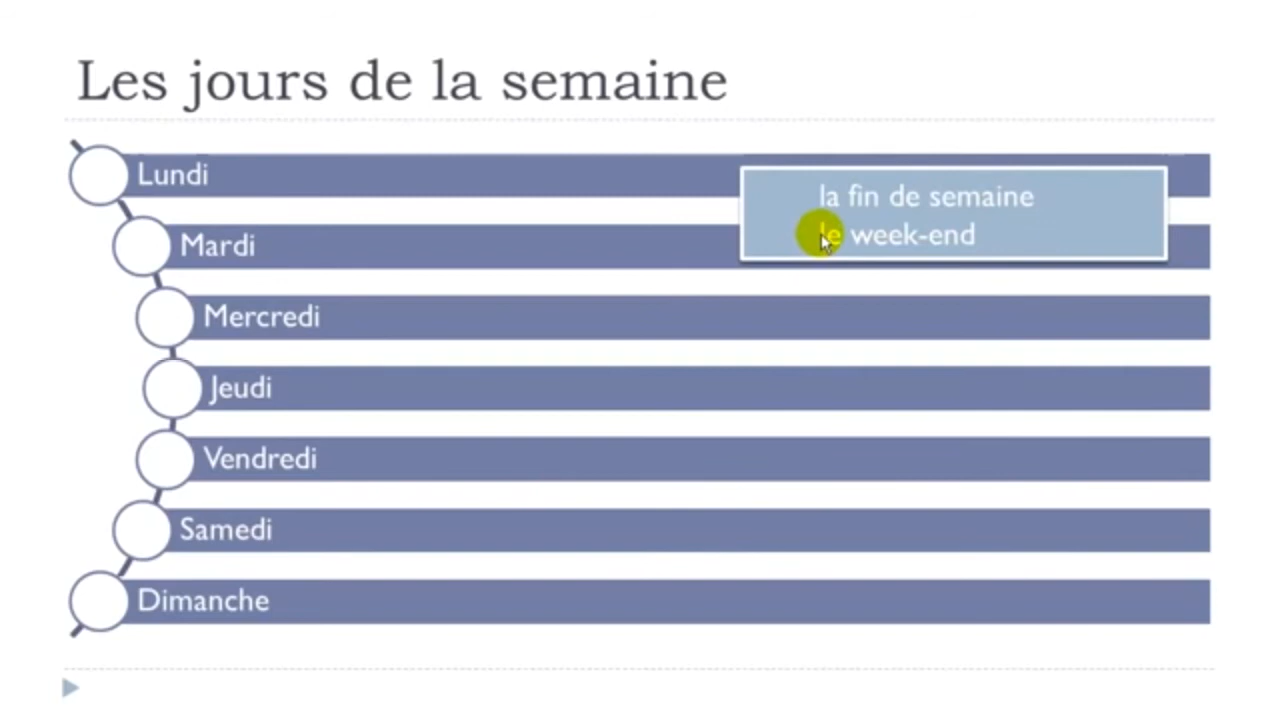 Les jours de la semaine
Lundi
la fin de semaine
le week-end
Mardi
Mercredi
Jeudi
Vendredi
Samedi
Dimanche